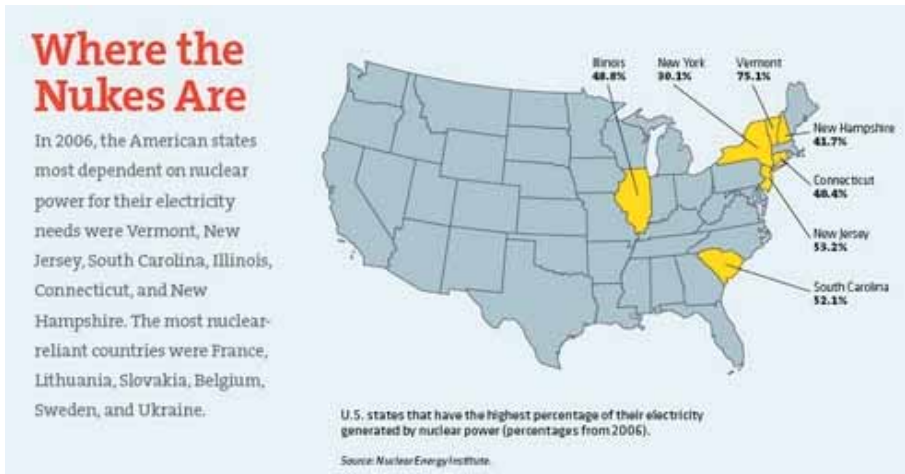 Where the
Nukes Are
In 2006, the American states
most dependent on nuclear
power for their electricity
needs were Vermont, New
Jersey, South Carolina, Illinois,
Connecticut, and New
Hampshire. The most nuclear-
reliant countries were France,
Lithuania, Slovakia, Belgium,
Sweden, and Ukraine.
Illinois
48.8%
New York
30.1%
Vermont
75.1%
New Hampshire
41.7%
Connecticut
48.4%
New Jersey
53.2%
South Carolina
52.1%
U.S. states that have the highest percentage of their electricity
generated by nuclear power (percentages from 2006).
Source: Nuclear Energy Institute.